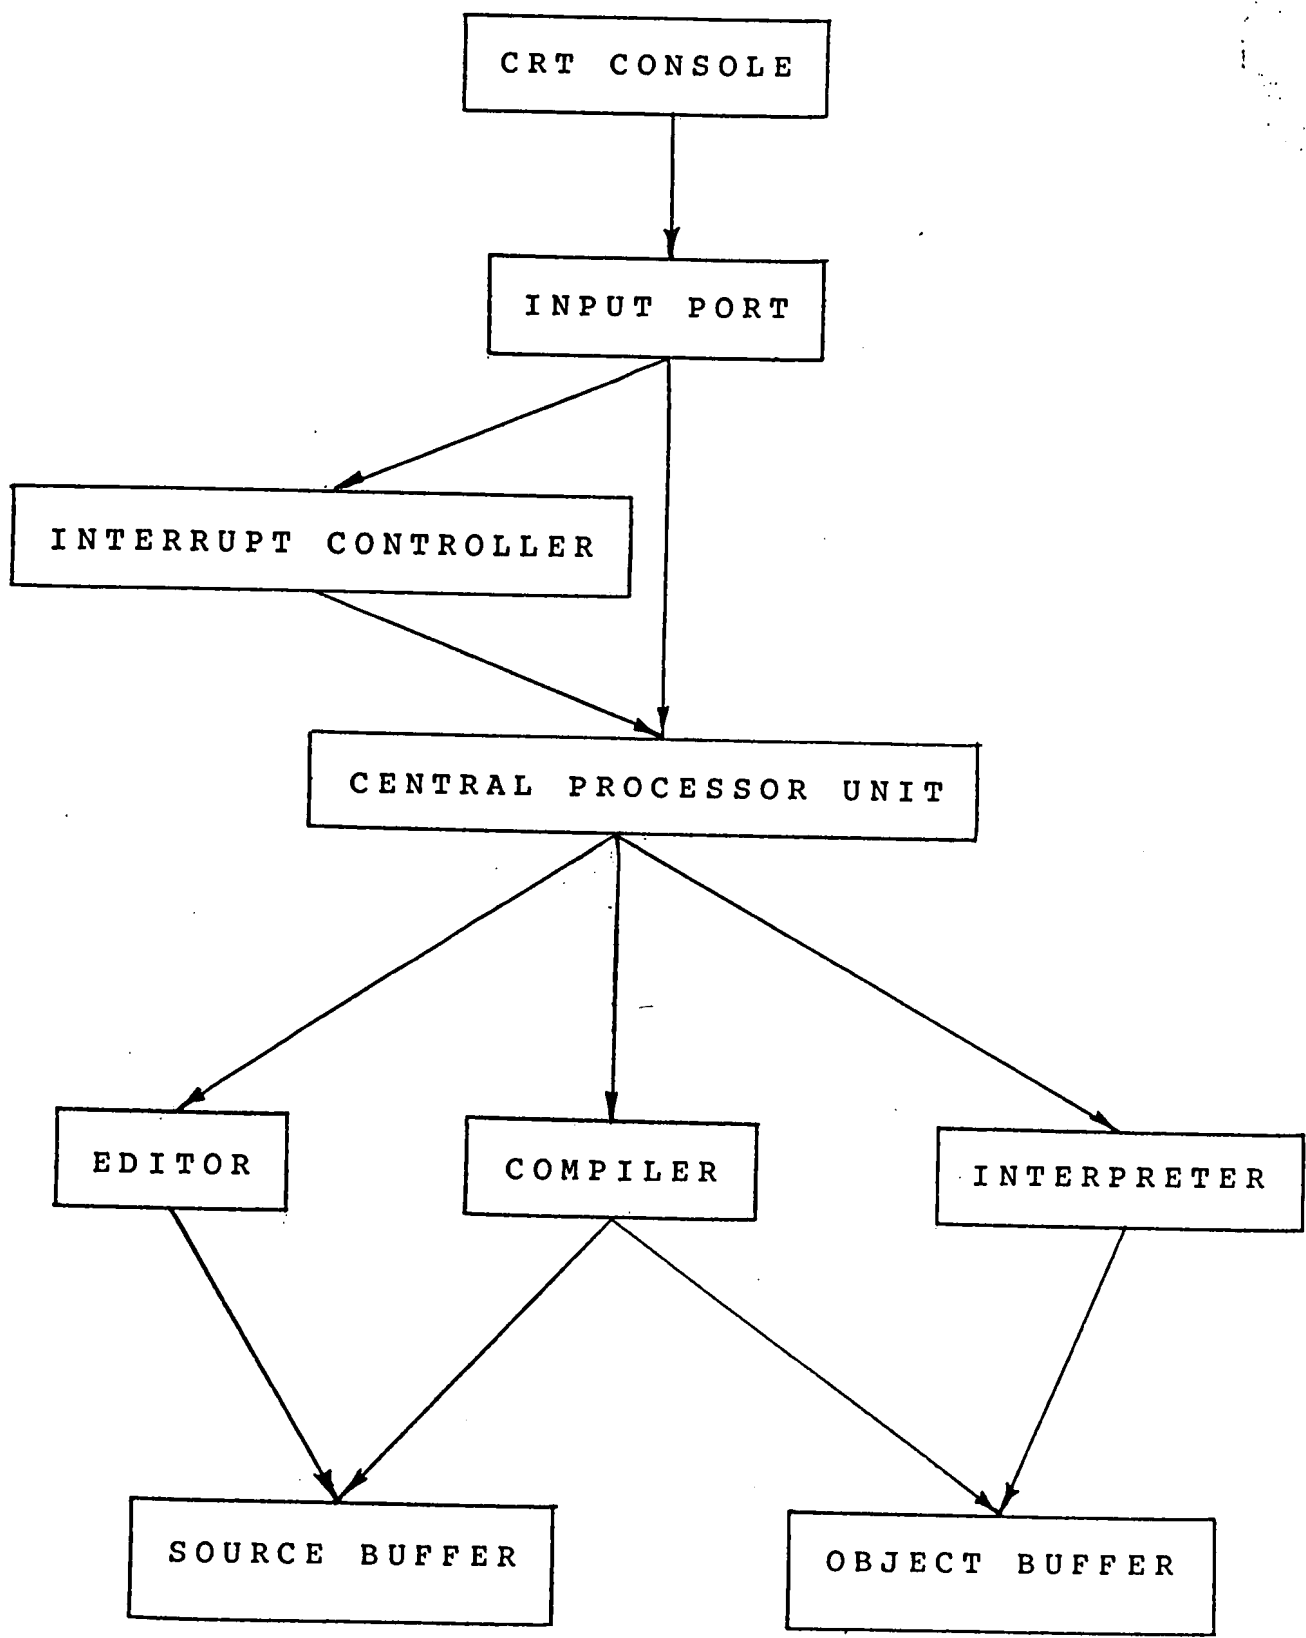 CRT CONSOLE
INPUT PORT
INTERRUPT CONTROLLER
CENTRAL PROCESSOR UNIT
EDITOR
COMPILER
INTERPRETER
SOURCE BUFFER
OBJECT BUFFER